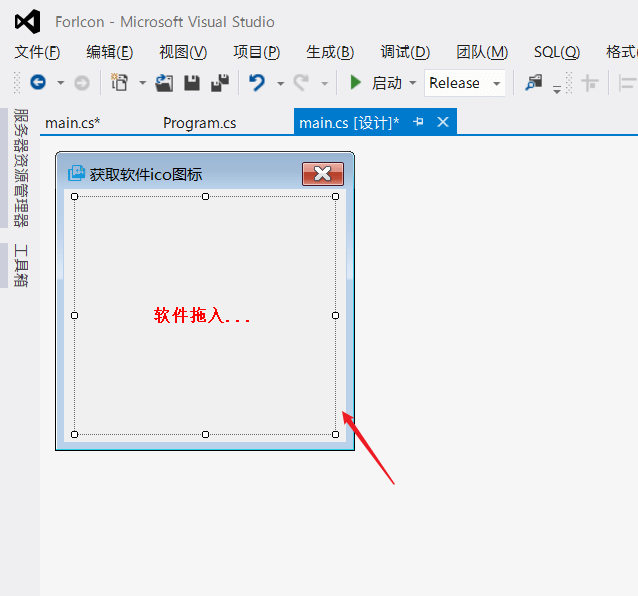 ForIcon - Microsoft Visual Studio
文件(F) 编辑(E) 视图(V) 项目(P) 生成(B) 调试(D) 团队(M) SQL(Q) 格式
启动 Release
main.cs* Program.cs main.cs [设计]*
服务器资源管理器
工具箱
获取软件ico图标
软件拖入...